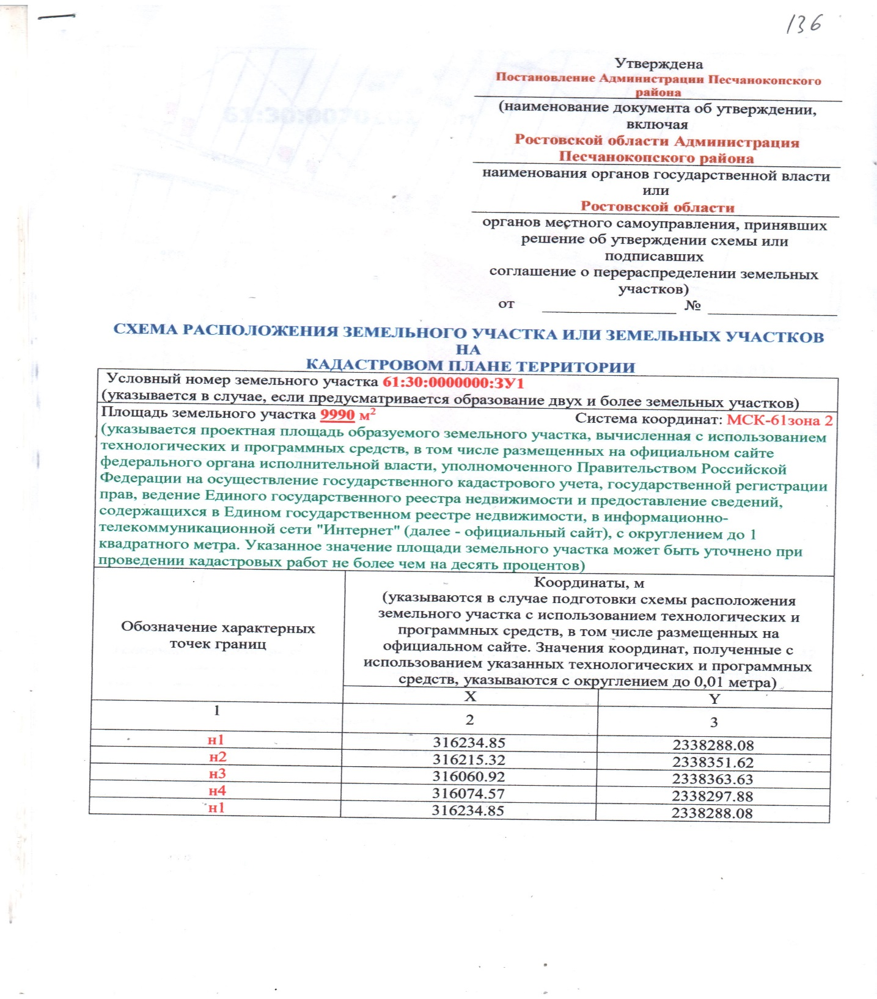 136
Утверждена
Постановление Администрации Песчанокопского
района
(наименование документа об утверждении,
включая
Ростовской области Администрация
Песчанокопского района
наименования органов государственной власти
или
Ростовской области
органов местного самоуправления, принявших
решение об утверждении схемы или
подписавших
соглашение о перераспределении земельных
участков)
от № 
СХЕМА РАСПОЛОЖЕНИЯ ЗЕМЕЛЬНОГО УЧАСТКА ИЛИ ЗЕМЕЛЬНЫХ УЧАСТКОВ
НА
КАДАСТРОВОМ ПЛАНЕ ТЕРРИТОРИИ
Условный номер земельного участка 61:30:0000000:ЗУ1
(указывается в случае, если предусматривается образование двух и более земельных участков)
Площадь земельного участка 9990 м² Система координат: МСК-61зона 2
(указывается проектная площадь образуемого земельного участка, вычисленная с использованием
технологических и программных средств, в том числе размещенных на официальном сайте
федерального органа исполнительной власти, уполномоченного Правительством Российской
Федерации на осуществление государственного кадастрового учета, государственной регистрации
прав, ведение Единого государственного реестра недвижимости и предоставление сведений,
содержащихся в Едином государственном реестре недвижимости, в информационно-
телекоммуникационной сети "Интернет" (далее - официальный сайт), с округлением до 1
квадратного метра. Указанное значение площади земельного участка может быть уточнено при
проведении кадастровых работ не более чем на десять процентов)
Обозначение характерных
точек границ
Координаты, м
(указываются в случае подготовки схемы расположения
земельного участка с использованием технологических и
программных средств, в том числе размещенных на
официальном сайте. Значения координат, полученные с
использованием указанных технологических и программных
средств, указываются с округлением до 0,01 метра)
X Y
1 2 3
н1 316234.85 2338288.08
н2 316215.32 2338351.62
н3 316060.92 2338363.63
н4 316074.57 2338297.88
н1 316234.85 2338288.08